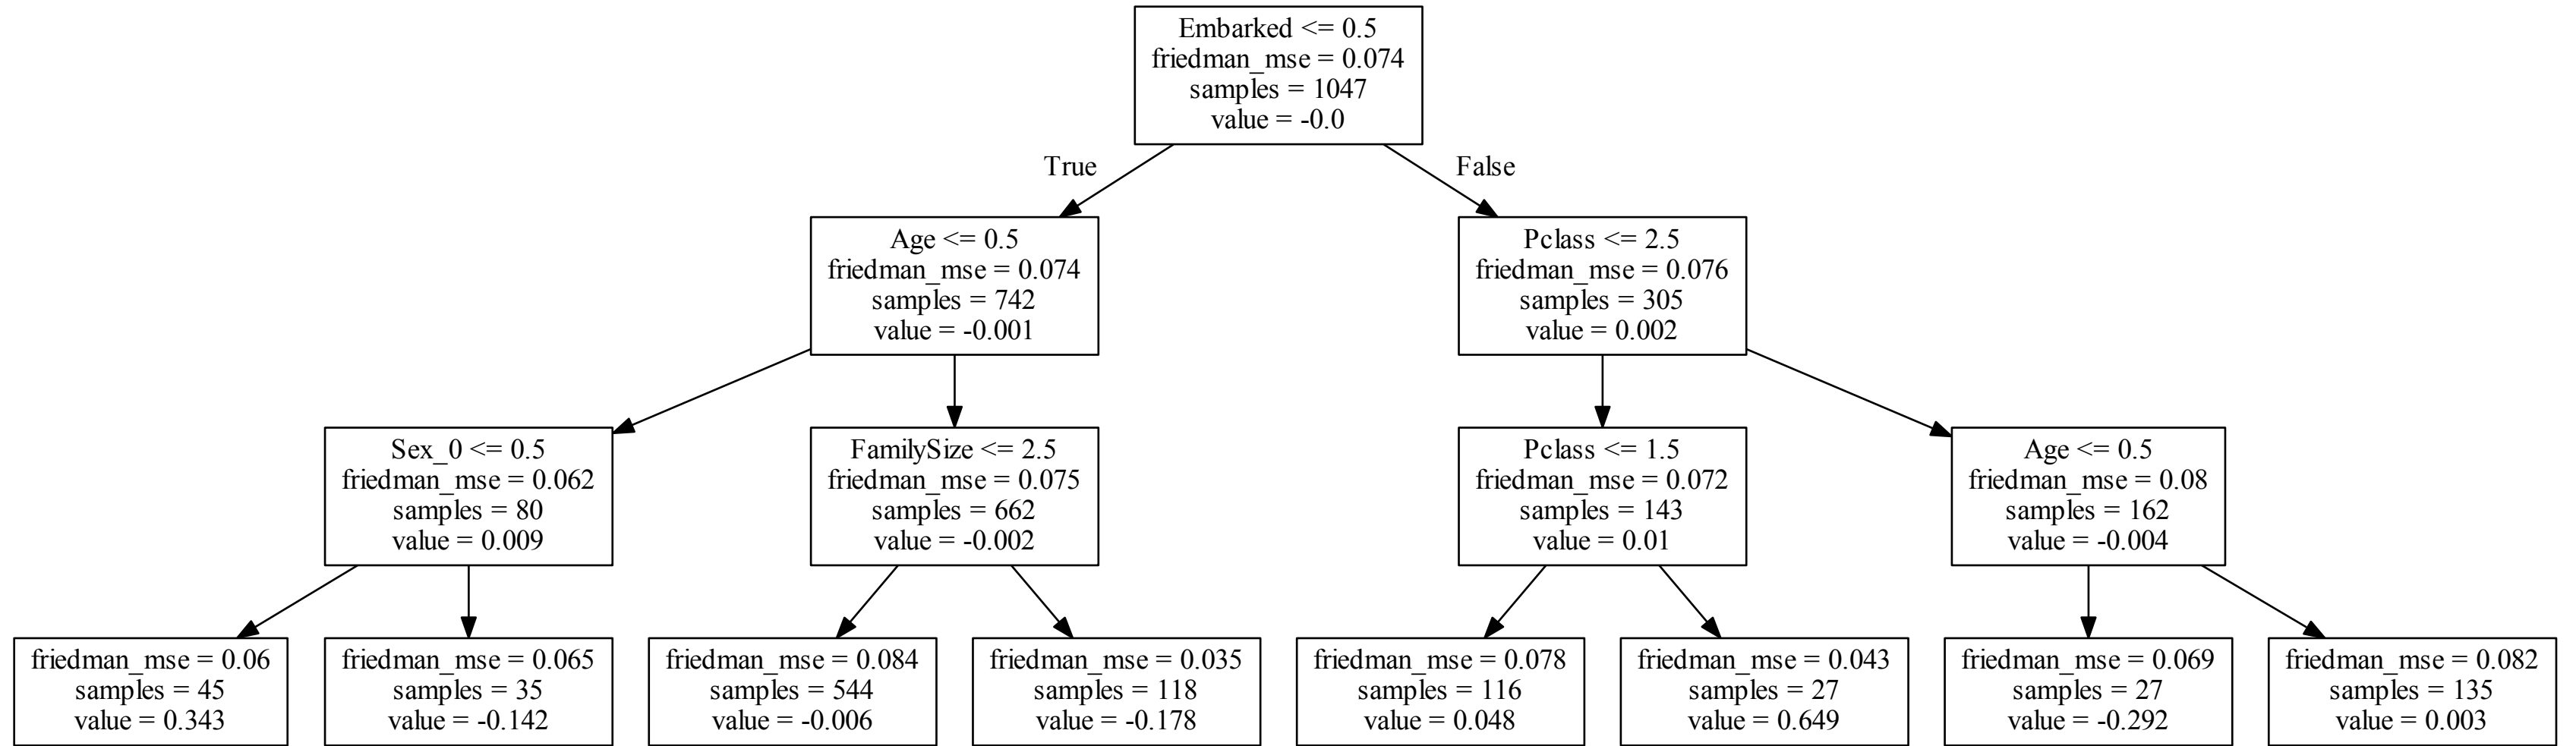 Embarked <= 0.5
friedman_mse = 0.074
samples = 1047
value = -0.0
True
False
Age <= 0.5
friedman_mse = 0.074
samples = 742
value = -0.001
Pclass <= 2.5
friedman_mse = 0.076
samples = 305
value = 0.002
Sex_0 <= 0.5
friedman_mse = 0.062
samples = 80
value = 0.009
FamilySize <= 2.5
friedman_mse = 0.075
samples = 662
value = -0.002
Pclass <= 1.5
friedman_mse = 0.072
samples = 143
value = 0.01
Age <= 0.5
friedman_mse = 0.08
samples = 162
value = -0.004
friedman_mse = 0.06
samples = 45
value = 0.343
friedman_mse = 0.065
samples = 35
value = -0.142
friedman_mse = 0.084
samples = 544
value = -0.006
friedman_mse = 0.035
samples = 118
value = -0.178
friedman_mse = 0.078
samples = 116
value = 0.048
friedman_mse = 0.043
samples = 27
value = 0.649
friedman_mse = 0.069
samples = 27
value = -0.292
friedman_mse = 0.082
samples = 135
value = 0.003